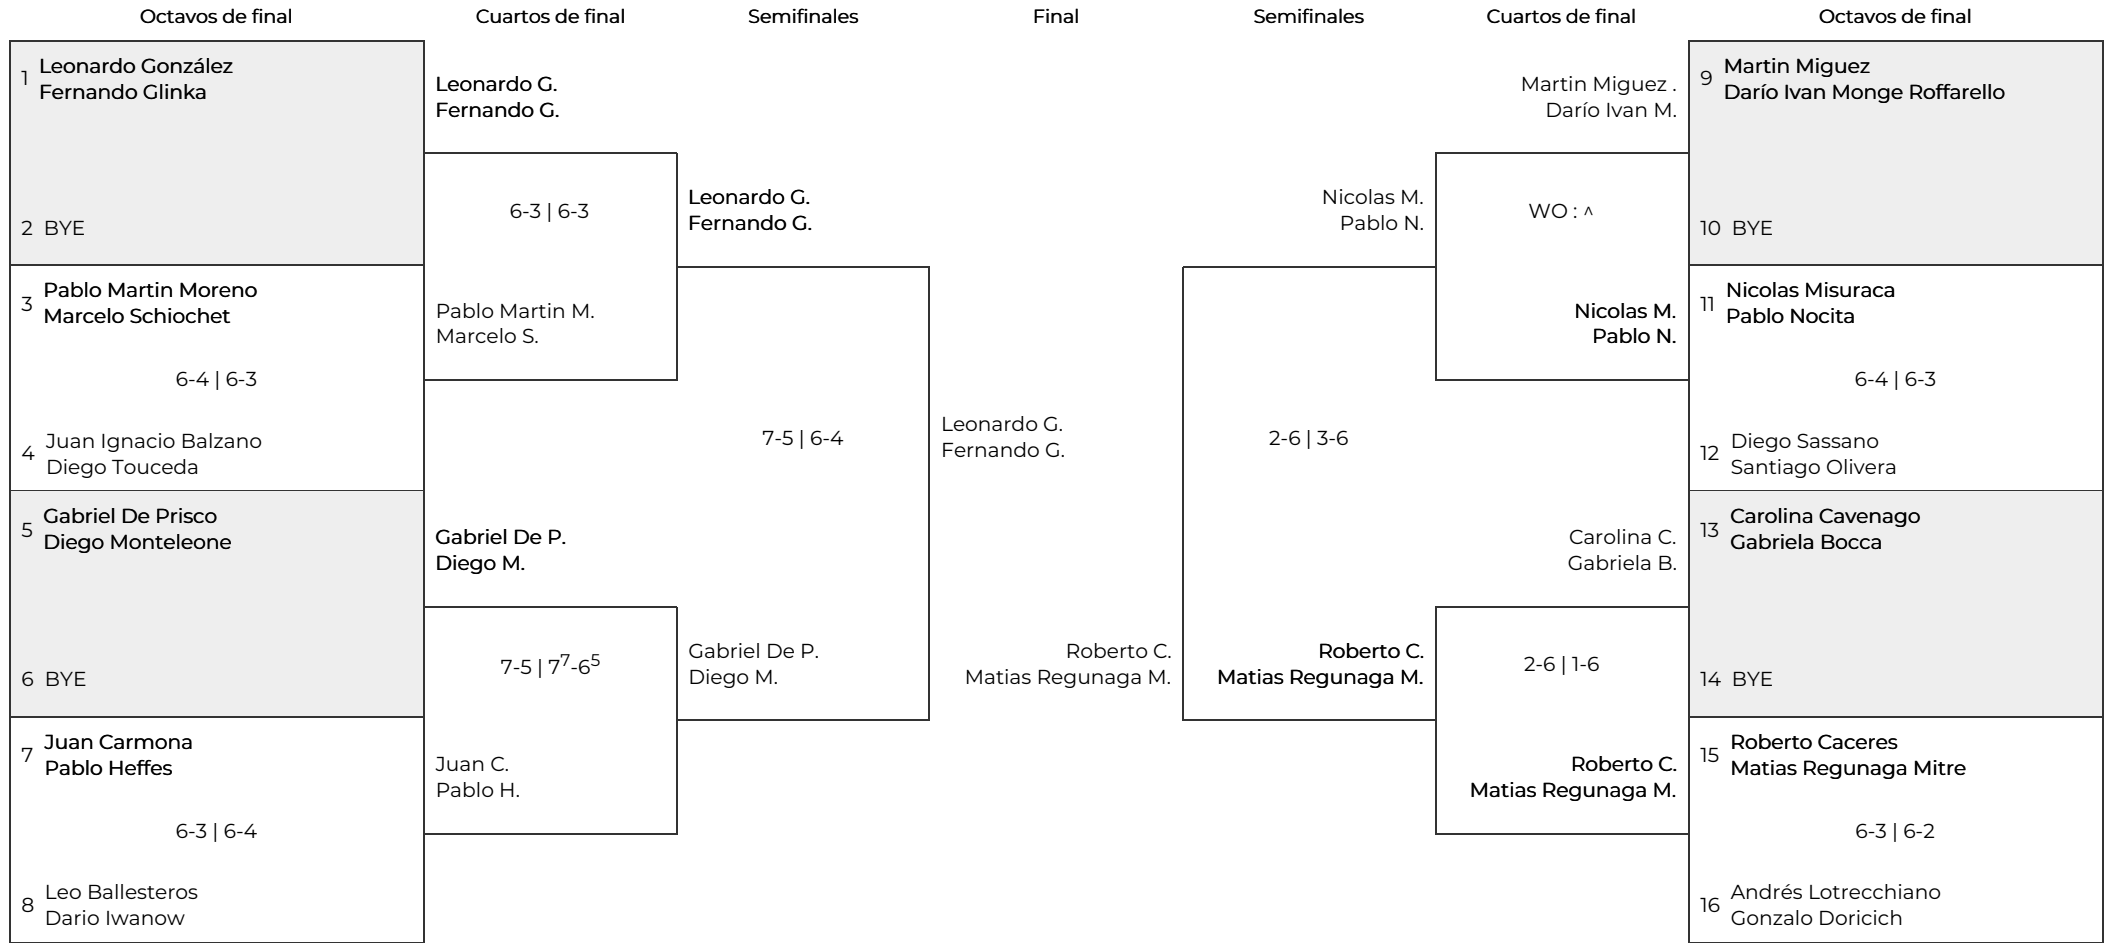 Octavos de final
Cuartos de final
Semifinales
Final
Semifinales
Cuartos de final
Octavos de final
1 Leonardo González
Fernando Glinka
2 BYE
3 Pablo Martin Moreno
Marcelo Schiochet
6-4 | 6-3
4 Juan Ignacio Balzano
Diego Touceda
5 Gabriel De Prisco
Diego Monteleone
6 BYE
7 Juan Carmona
Pablo Heffes
6-3 | 6-4
8 Leo Ballesteros
Dario Iwanow
Leonardo G.
Fernando G.
6-3 | 6-3
Pablo Martin M.
Marcelo S.
Gabriel De P.
Diego M.
7-5 | 7⁷-6⁵
Juan C.
Pablo H.
Leonardo G.
Fernando G.
7-5 | 6-4
Gabriel De P.
Diego M.
Leonardo G.
Fernando G.
Roberto C.
Matias Regunaga M.
Nicolas M.
Pablo N.
2-6 | 3-6
Roberto C.
Matias Regunaga M.
Martin Miguez .
Darío Ivan M.
WO : ^
Nicolas M.
Pablo N.
Carolina C.
Gabriela B.
2-6 | 1-6
Roberto C.
Matias Regunaga M.
9 Martin Miguez
Darío Ivan Monge Roffarello
10 BYE
11 Nicolas Misuraca
Pablo Nocita
6-4 | 6-3
12 Diego Sassano
Santiago Olivera
13 Carolina Cavenago
Gabriela Bocca
14 BYE
15 Roberto Caceres
Matias Regunaga Mitre
6-3 | 6-2
16 Andrés Lotrecchiano
Gonzalo Doricich